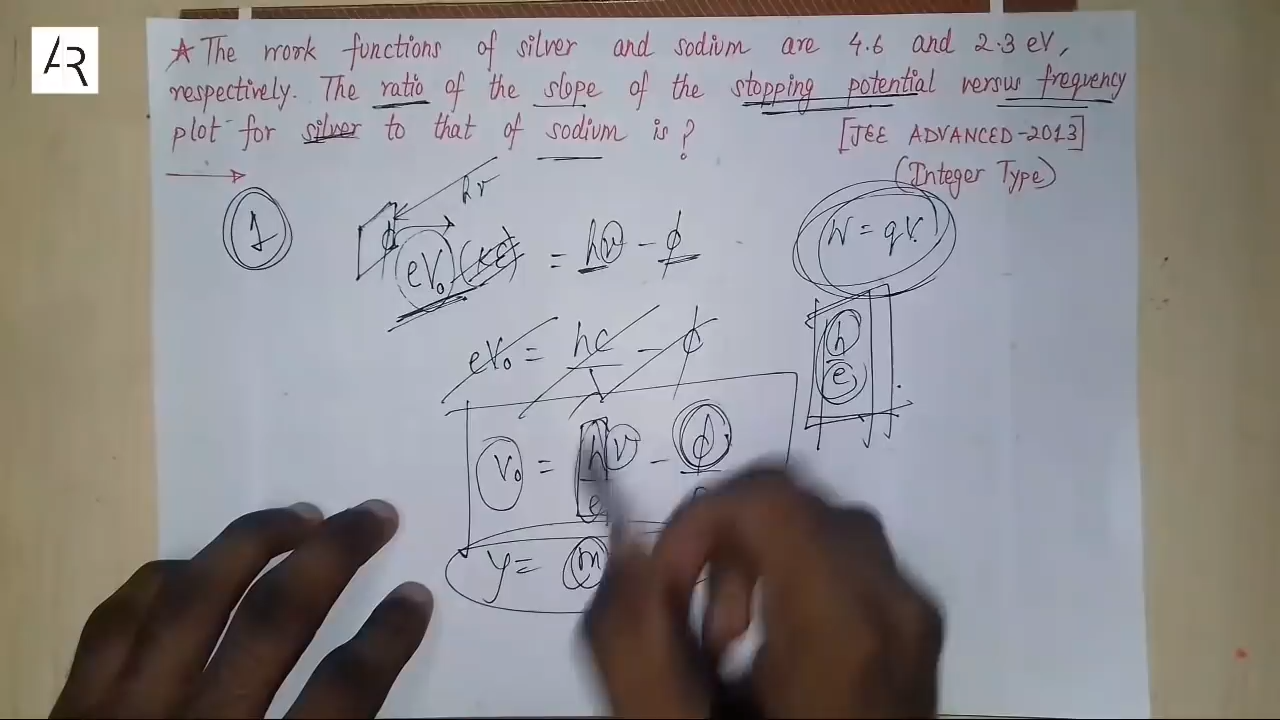 AR
★ The work functions of silver and sodium are 4.6 and 2.3 eV,
respectively. The ratio of the slope of the stopping potential versus frequency
plot for silver to that of sodium is?
[JEE ADVANCED-2013]
(Integer Type)
1
hν
ϕ
eV₀ (KE) = hν - ϕ
W = qV
eV₀ = hc/λ - ϕ
h/e
V₀ = h/e ν - ϕ/e
y = m